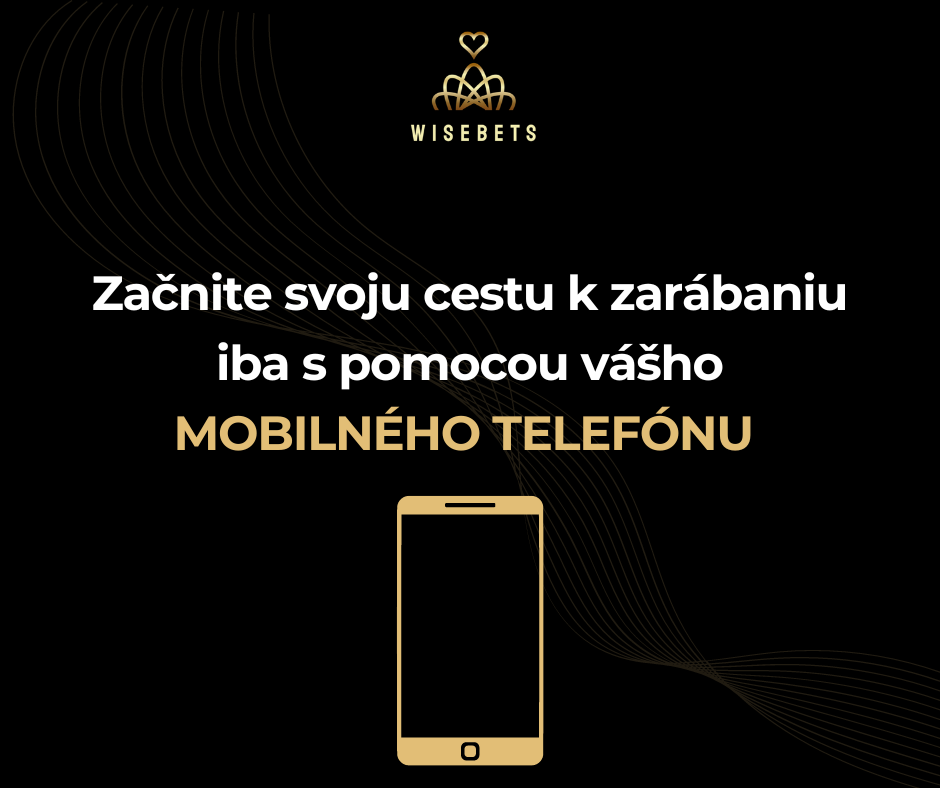 WISEBETS
Začnite svoju cestu k zarábaniu
iba s pomocou vášho
MOBILNÉHO TELEFÓNU